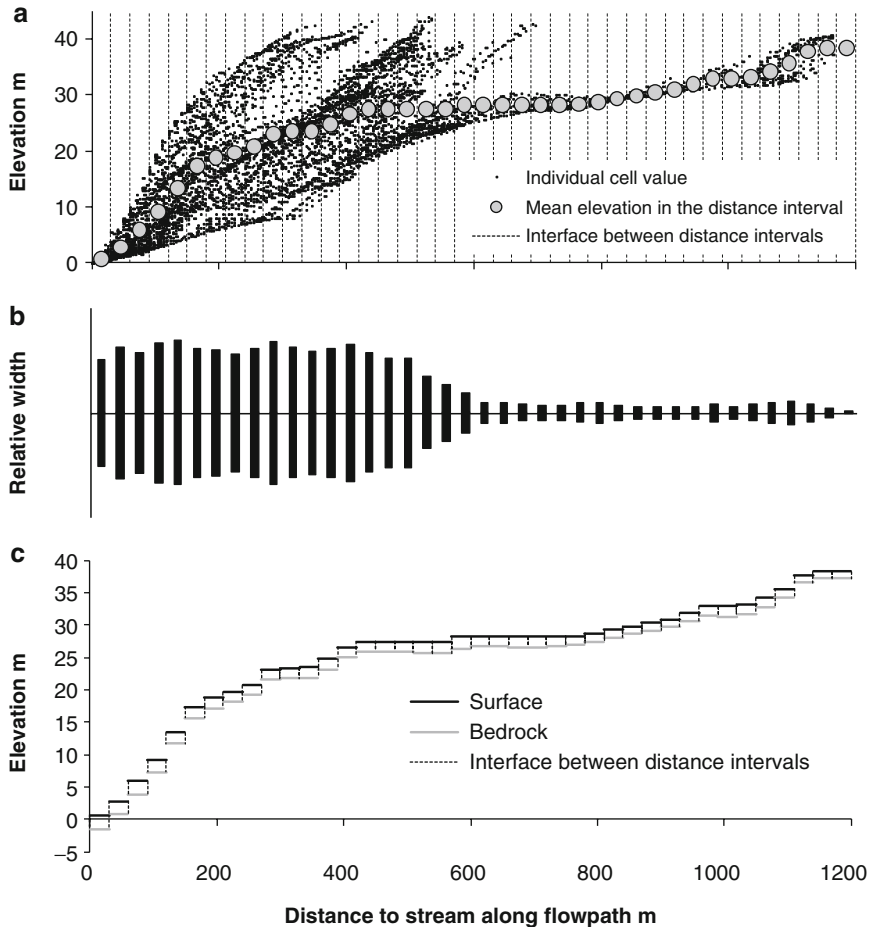 a
Elevation m
40
30
20
10
0
Individual cell value
Mean elevation in the distance interval
Interface between distance intervals
b
Relative width
c
Elevation m
40
35
30
25
20
15
10
5
0
–5
Surface
Bedrock
Interface between distance intervals
0 200 400 600 800 1000 1200
Distance to stream along flowpath m